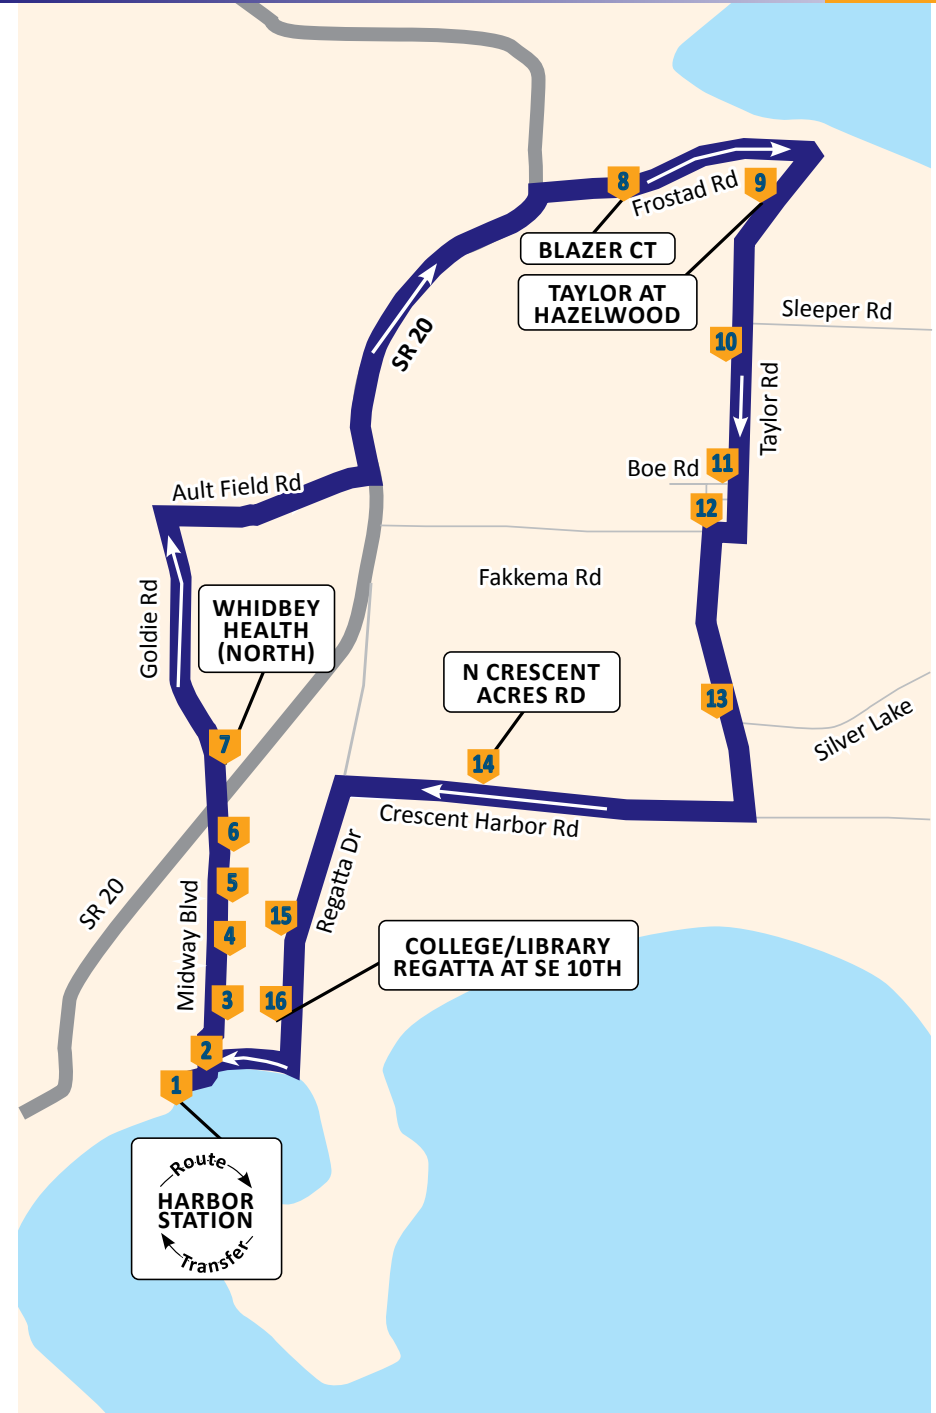 8
Frostad Rd
9
BLAZER CT
TAYLOR AT
HAZELWOOD
Sleeper Rd
10
SR 20
Taylor Rd
Boe Rd
11
12
Ault Field Rd
Fakkema Rd
Goldie Rd
WHIDBEY
HEALTH
(NORTH)
N CRESCENT
ACRES RD
13
Silver Lake
7
14
Crescent Harbor Rd
6
Regatta Dr
5
SR 20
Midway Blvd
15
4
COLLEGE/LIBRARY
REGATTA AT SE 10TH
3
16
2
1
Route
HARBOR
STATION
Transfer